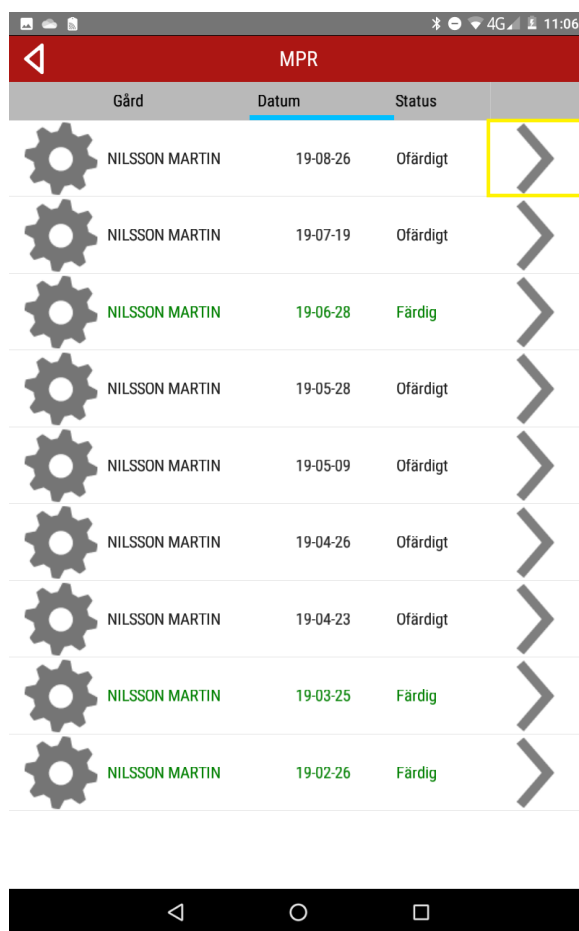 4G 11:06
MPR
Gård Datum Status
NILSSON MARTIN 19-08-26 Ofärdigt
NILSSON MARTIN 19-07-19 Ofärdigt
NILSSON MARTIN 19-06-28 Färdig
NILSSON MARTIN 19-05-28 Ofärdigt
NILSSON MARTIN 19-05-09 Ofärdigt
NILSSON MARTIN 19-04-26 Ofärdigt
NILSSON MARTIN 19-04-23 Ofärdigt
NILSSON MARTIN 19-03-25 Färdig
NILSSON MARTIN 19-02-26 Färdig